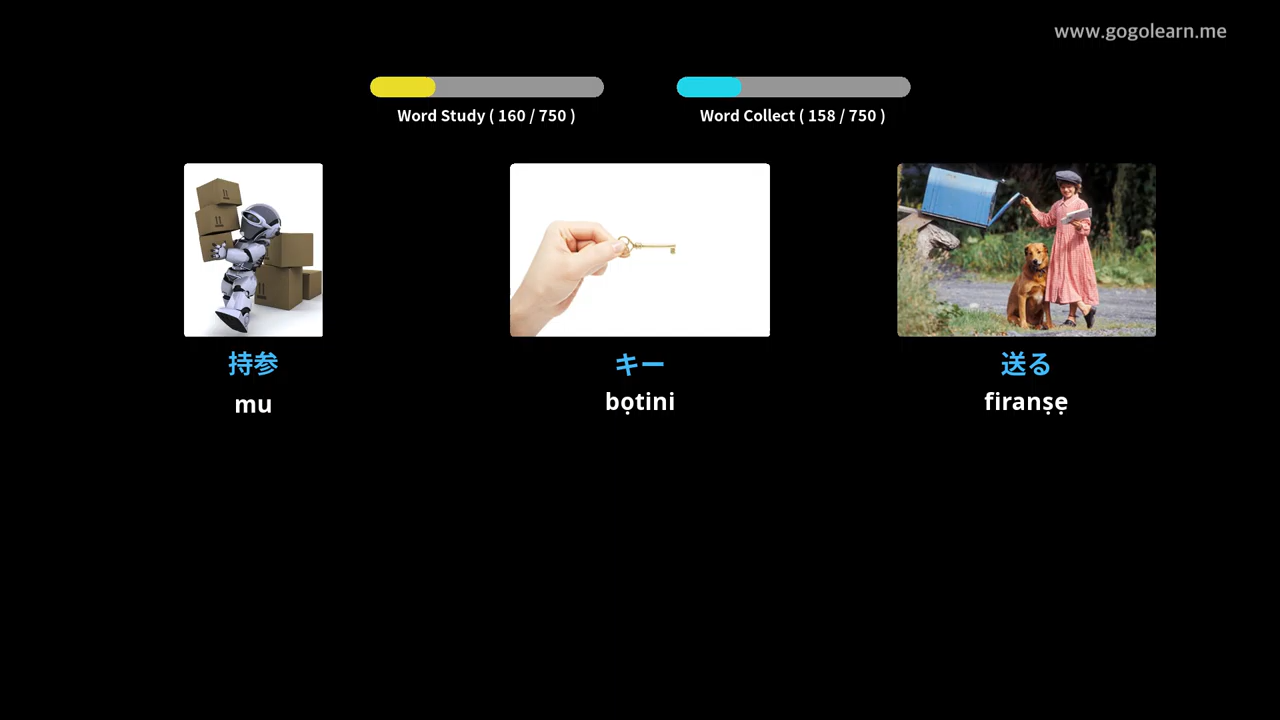 www.gogolearn.me
Word Study ( 160 / 750 )
Word Collect ( 158 / 750 )
持参
キー
送る
mu
bọtini
firanṣẹ